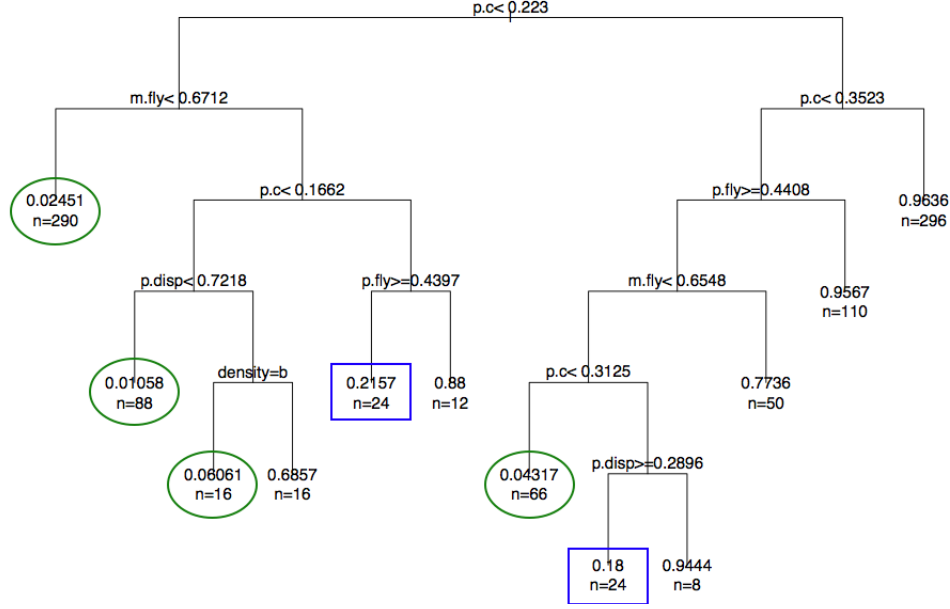 p.c< 0.223
m.fly< 0.6712
p.c< 0.3523
0.02451
n=290
p.c< 0.1662
p.fly>=0.4408
0.9636
n=296
p.disp< 0.7218
p.fly>=0.4397
m.fly< 0.6548
0.9567
n=110
0.01058
n=88
density=b
0.2157
n=24
0.88
n=12
p.c< 0.3125
0.7736
n=50
0.06061
n=16
0.6857
n=16
0.04317
n=66
p.disp>=0.2896
0.18
n=24
0.9444
n=8